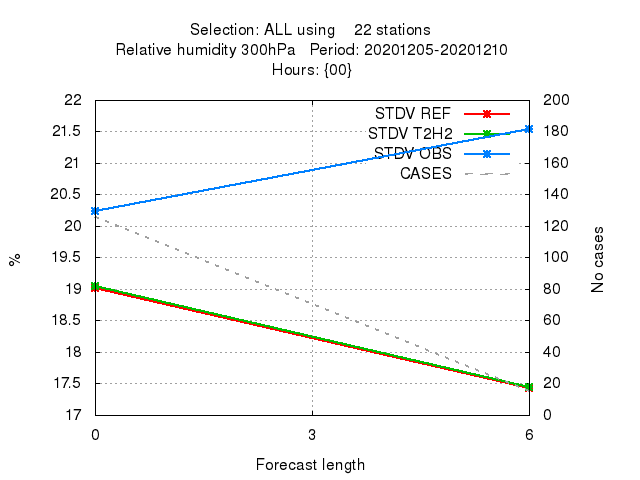 Selection: ALL using 22 stations
Relative humidity 300hPa Period: 20201205-20201210
Hours: {00}
22
21.5
21
20.5
20
19.5
19
18.5
18
17.5
17
%
STDV REF
STDV T2H2
STDV OBS
CASES
200
180
160
140
120
100
80
60
40
20
0
No cases
0 3 6
Forecast length